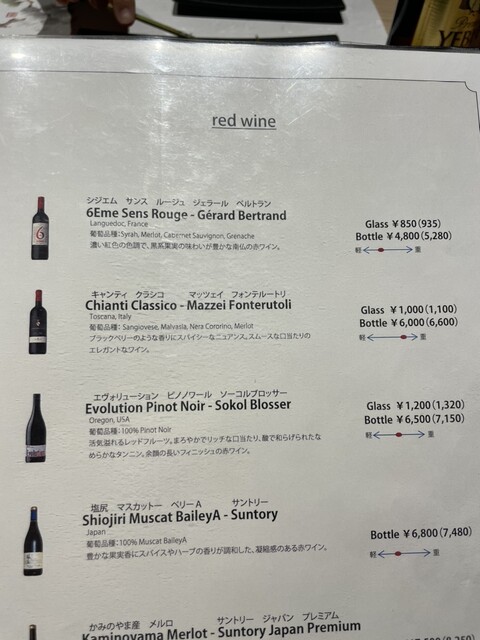 YEB
red wine
シジエム サンス ルージュ ジェラール ベルトラン
6Eme Sens Rouge - Gérard Bertrand
Languedoc, France
葡萄品種：Syrah, Merlot, Cabernet Sauvignon, Grenache
濃い紅色の色調で、黒系果実の味わいが豊かな南仏の赤ワイン。
Glass ￥850(935)
Bottle ￥4,800(5,280)
軽 重
キャンティ クラシコ マッツェイ フォンテルートリ
Chianti Classico - Mazzei Fonterutoli
Toscana, Italy
葡萄品種：Sangiovese, Malvasia, Nera Cororino, Merlot
ブラックベリーのような香りにスパイシーなニュアンス。スムースな口当たりの
エレガントなワイン。
Glass ￥1,000(1,100)
Bottle ￥6,000(6,600)
軽 重
エヴォリューション ピノノワール ソーコルブロッサー
Evolution Pinot Noir - Sokol Blosser
Oregon, USA
葡萄品種：100% Pinot Noir
活気溢れるレッドフルーツ。まろやかでリッチな口当たり、酸で和らげられたな
めらかなタンニン。余韻の長いフィニッシュの赤ワイン。
Glass ￥1,200(1,320)
Bottle ￥6,500(7,150)
軽 重
塩尻 マスカットー ベリーA サントリー
Shiojiri Muscat BaileyA - Suntory
Japan
葡萄品種：100% Muscat BaileyA
豊かな果実香にスパイスやハーブの香りが調和した、凝縮感のある赤ワイン。
Bottle ￥6,800(7,480)
軽 重
かみのやま産 メルロ サントリー ジャパン プレミアム
Kaminoyama Merlot - Suntory Japan Premium